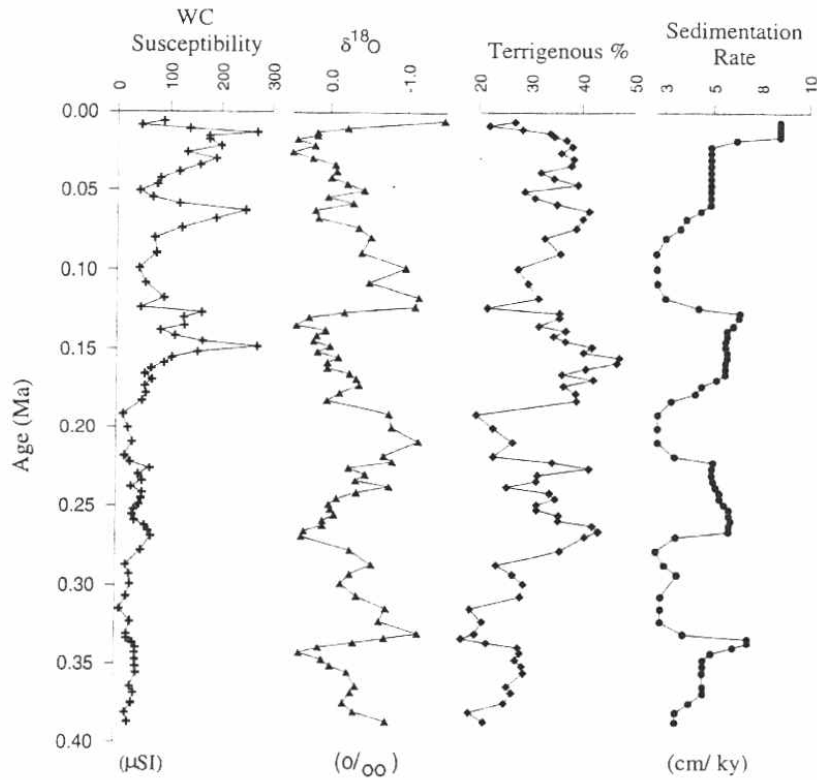 WC
Susceptibility
0 100 200 300
δ¹⁸O
0.0 -1.0
Terrigenous %
20 30 40 50
Sedimentation
Rate
3 5 8 10
Age (Ma)
0.00
0.05
0.10
0.15
0.20
0.25
0.30
0.35
0.40
(µSI)
(o/oo)
(cm/ ky)